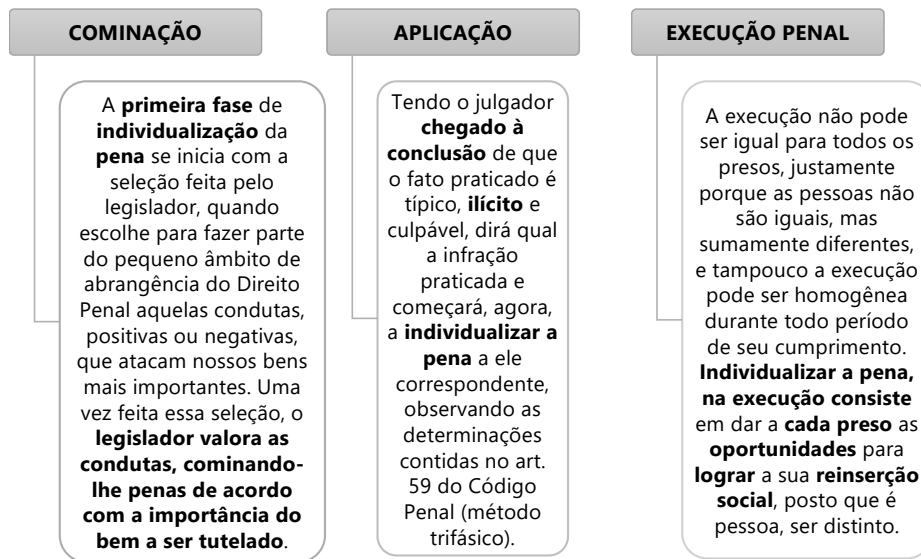 COMINAÇÃO
A primeira fase de
individualização da
pena se inicia com a
seleção feita pelo
legislador, quando
escolhe para fazer parte
do pequeno âmbito de
abrangência do Direito
Penal aquelas condutas,
positivas ou negativas,
que atacam nossos bens
mais importantes. Uma
vez feita essa seleção, o
legislador valora as
condutas, cominando-
lhe penas de acordo
com a importância do
bem a ser tutelado.
APLICAÇÃO
Tendo o julgador
chegado à
conclusão de que
o fato praticado é
típico, ilícito e
culpável, dirá qual
a infração
praticada e
começará, agora,
a individualizar a
pena a ele
correspondente,
observando as
determinações
contidas no art.
59 do Código
Penal (método
trifásico).
EXECUÇÃO PENAL
A execução não pode
ser igual para todos os
presos, justamente
porque as pessoas não
são iguais, mas
sumamente diferentes,
e tampouco a execução
pode ser homogênea
durante todo período
de seu cumprimento.
Individualizar a pena,
na execução consiste
em dar a cada preso as
oportunidades para
lograr a sua reinserção
social, posto que é
pessoa, ser distinto.